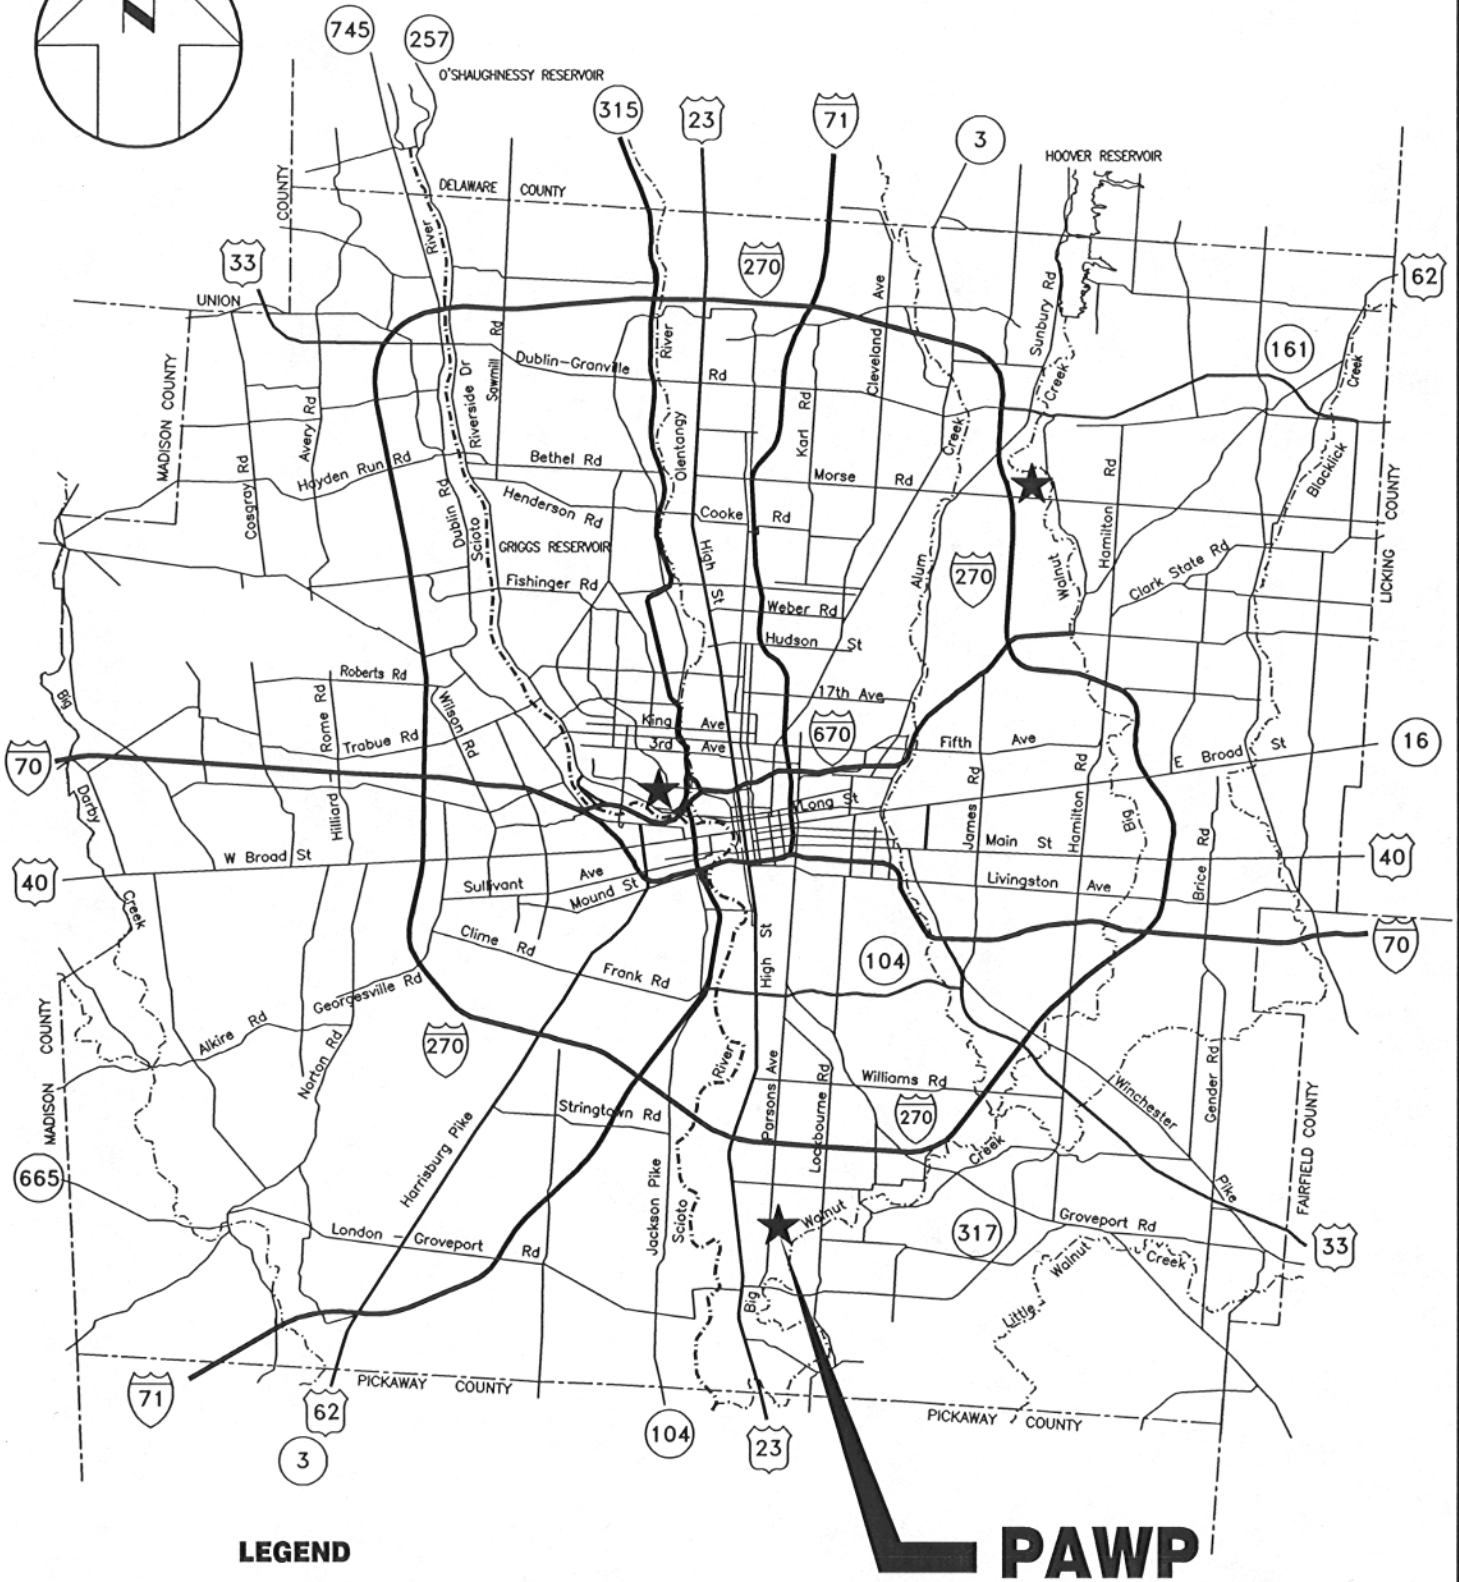 N
745
257
O'SHAUGHNESSY RESERVOIR
315
23
71
3
HOOVER RESERVOIR
COUNTY
DELAWARE COUNTY
River
33
270
62
UNION
Ave
Sunbury Rd
161
MADISON COUNTY
Rd
Sawmill
Riverside Dr
River
Dublin-Granville
Rd
Cleveland
Creek
Creek
Avery Rd
Olentangy
Karl Rd
Creek
Cosgray Rd
Hayden Run Rd
Bethel Rd
Morse Rd
Hamilton Rd
Blacklick
LICKING COUNTY
Dublin Rd
Scioto
Henderson Rd
Cooke Rd
GRIGGS RESERVOIR
High St
Alum
270
Walnut
Clark State Rd
Fishinger Rd
Weber Rd
Hudson St
Big
Roberts Rd
Rome Rd
Wilson Rd
17th Ave
King Ave
670
Trabue Rd
3rd Ave
Fifth Ave
E Broad St
16
70
Darby
Hilliard
Long St
James Rd
Hamilton Rd
Big
W Broad St
Main St
Brice Rd
40
40
Sullivant Ave
Mound St
Livingston Ave
Creek
Clime Rd
High St
104
70
Georgesville Rd
Frank Rd
MADISON COUNTY
Alkire Rd
Norton Rd
270
River
Parsons Ave
Lockbourne Rd
Williams Rd
270
Winchester
Gender Rd
FAIRFIELD COUNTY
Stringtown Rd
665
Harrisburg Pike
Jackson Pike
Scioto
Creek
Pike
London - Groveport Rd
Walnut
317
Groveport Rd
Walnut
Creek
33
Big
Little
71
62
3
PICKAWAY COUNTY
104
23
PICKAWAY COUNTY
LEGEND
PAWP